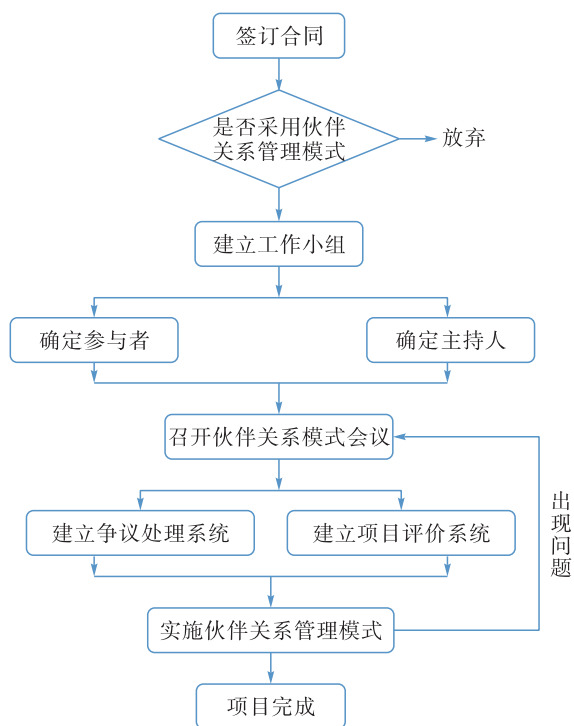 签订合同
是否采用伙伴
关系管理模式
放弃
建立工作小组
确定参与者
确定主持人
召开伙伴关系模式会议
建立争议处理系统
建立项目评价系统
出现问题
实施伙伴关系管理模式
项目完成